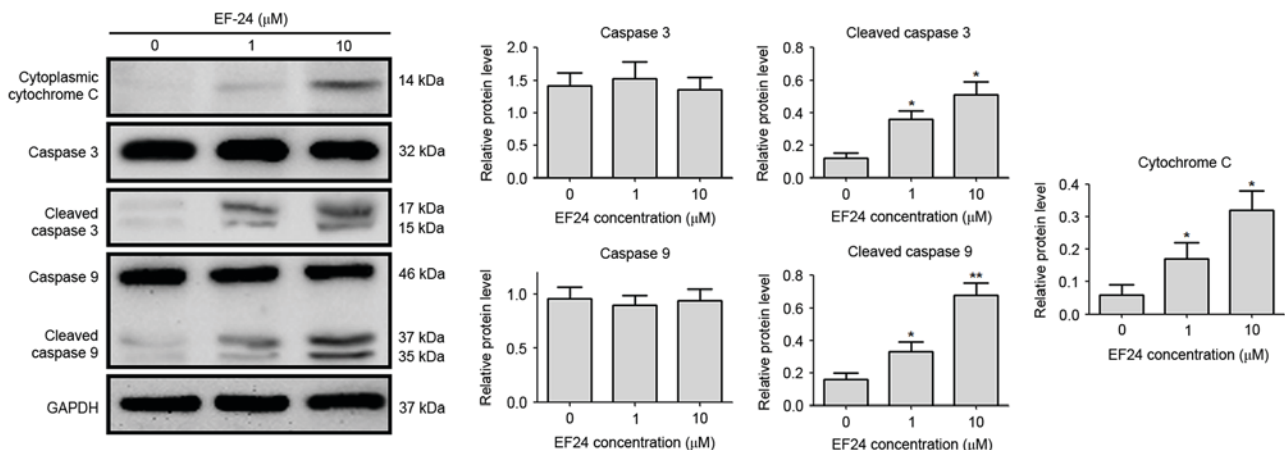 EF-24 (μM)
0 1 10
Cytoplasmic
cytochrome C
14 kDa
Caspase 3
32 kDa
Cleaved
caspase 3
17 kDa
15 kDa
Caspase 9
46 kDa
Cleaved
caspase 9
37 kDa
35 kDa
GAPDH
37 kDa
Caspase 3
Relative protein level
2.0
1.5
1.0
0.5
0.0
0 1 10
EF24 concentration (μM)
Cleaved caspase 3
Relative protein level
0.8
0.6
0.4
0.2
0.0
* *
0 1 10
EF24 concentration (μM)
Caspase 9
Relative protein level
1.0
0.5
0.0
0 1 10
EF24 concentration (μM)
Cleaved caspase 9
Relative protein level
0.8
0.6
0.4
0.2
0.0
* **
0 1 10
EF24 concentration (μM)
Cytochrome C
Relative protein level
0.4
0.3
0.2
0.1
0.0
* *
0 1 10
EF24 concentration (μM)